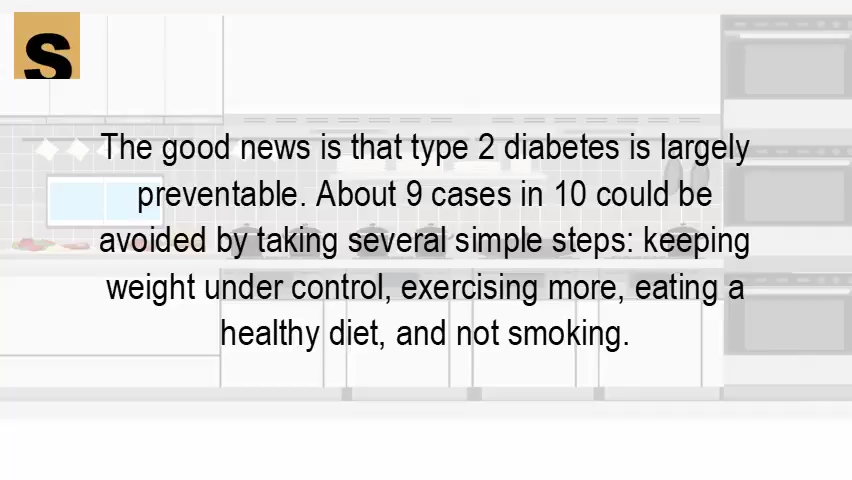 S
The good news is that type 2 diabetes is largely
preventable. About 9 cases in 10 could be
avoided by taking several simple steps: keeping
weight under control, exercising more, eating a
healthy diet, and not smoking.